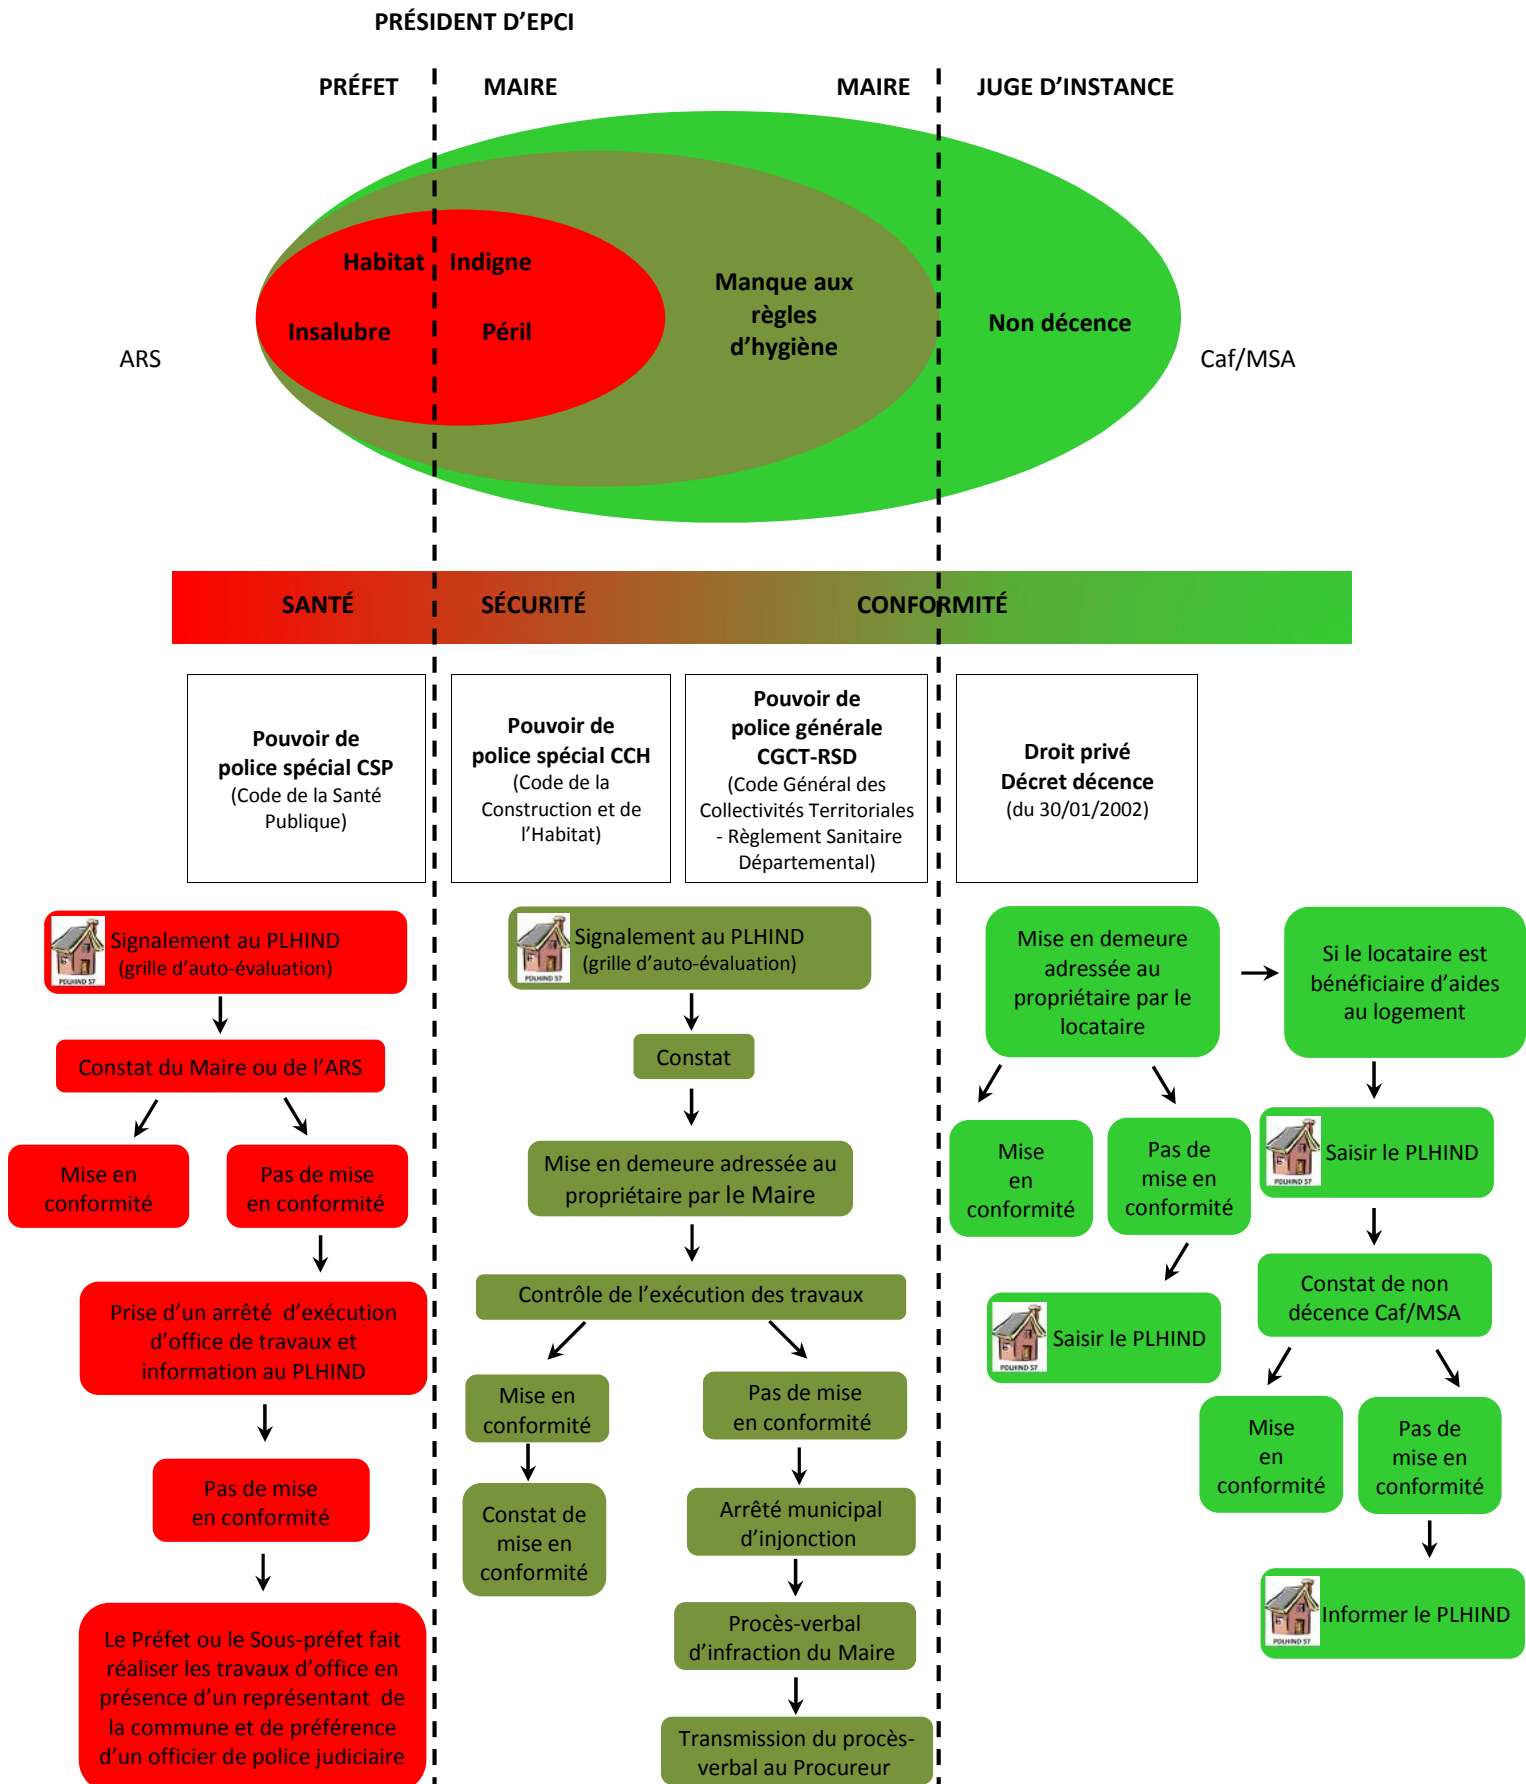 PRÉSIDENT D’EPCI
PRÉFET
MAIRE
MAIRE
JUGE D’INSTANCE
Habitat Indigne
Insalubre
Péril
Manque aux
règles
d’hygiène
Non décence
ARS
Caf/MSA
SANTÉ
SÉCURITÉ
CONFORMITÉ
Pouvoir de
police spécial CSP
(Code de la Santé
Publique)
Pouvoir de
police spécial CCH
(Code de la
Construction et de
l’Habitat)
Pouvoir de
police générale
CGCT-RSD
(Code Général des
Collectivités Territoriales
- Règlement Sanitaire
Départemental)
Droit privé
Décret décence
(du 30/01/2002)
PDLHIND 57
Signalement au PLHIND
(grille d’auto-évaluation)
Constat du Maire ou de l’ARS
Mise en
conformité
Pas de mise
en conformité
Prise d’un arrêté d’exécution
d’office de travaux et
information au PLHIND
Pas de mise
en conformité
Le Préfet ou le Sous-préfet fait
réaliser les travaux d’office en
présence d’un représentant de
la commune et de préférence
d’un officier de police judiciaire
PDLHIND 57
Signalement au PLHIND
(grille d’auto-évaluation)
Constat
Mise en demeure adressée au
propriétaire par le Maire
Contrôle de l’exécution des travaux
Mise en
conformité
Constat de
mise en
conformité
Pas de mise
en conformité
Arrêté municipal
d’injonction
Procès-verbal
d’infraction du Maire
Transmission du procès-
verbal au Procureur
Mise en demeure
adressée au
propriétaire par le
locataire
Mise
en
conformité
Pas de
mise en
conformité
PDLHIND 57
Saisir le PLHIND
Si le locataire est
bénéficiaire d’aides
au logement
PDLHIND 57
Saisir le PLHIND
Constat de non
décence Caf/MSA
Mise
en
conformité
Pas de
mise en
conformité
PDLHIND 57
Informer le PLHIND